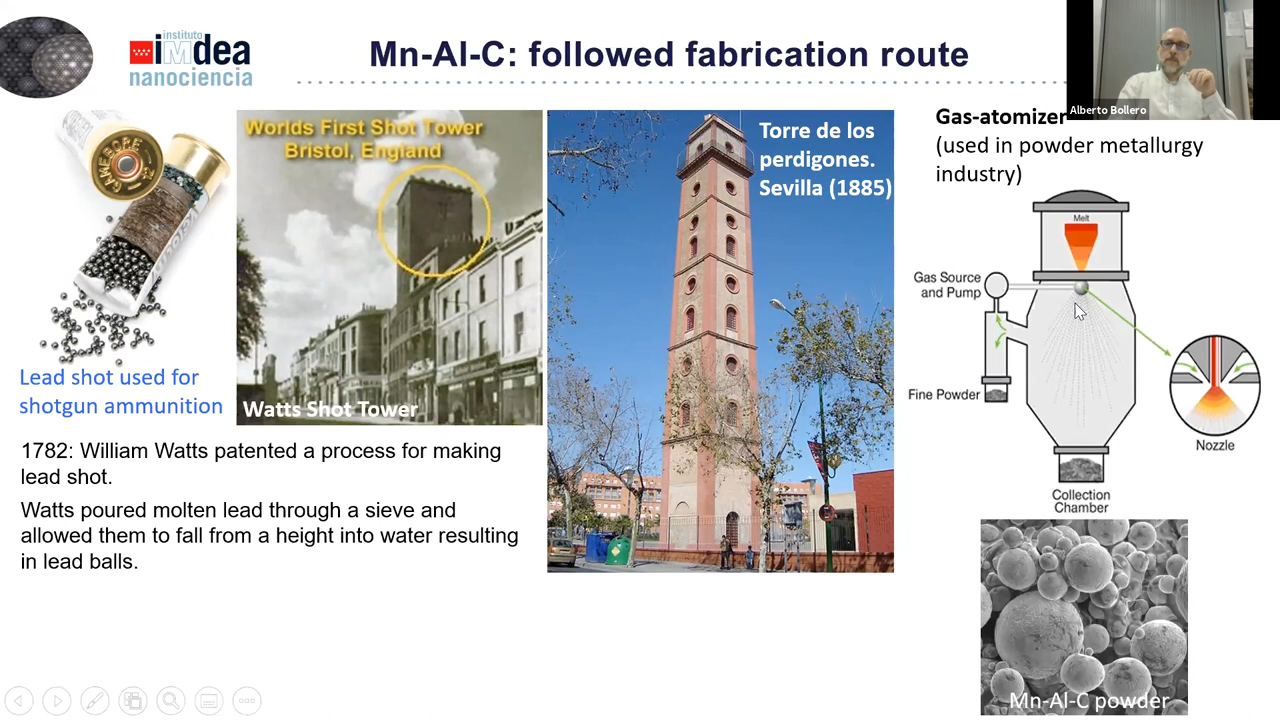 instituto
imdea
nanociencia
Mn-Al-C: followed fabrication route
Alberto Bollero
GAMEBORE
Lead shot used for
shotgun ammunition
Worlds First Shot Tower
Bristol, England
Watts Shot Tower
Torre de los
perdigones.
Sevilla (1885)
1782: William Watts patented a process for making
lead shot.
Watts poured molten lead through a sieve and
allowed them to fall from a height into water resulting
in lead balls.
Gas-atomizer
(used in powder metallurgy
industry)
Melt
Gas Source
and Pump
Fine Powder
Nozzle
Collection
Chamber
Mn-Al-C powder